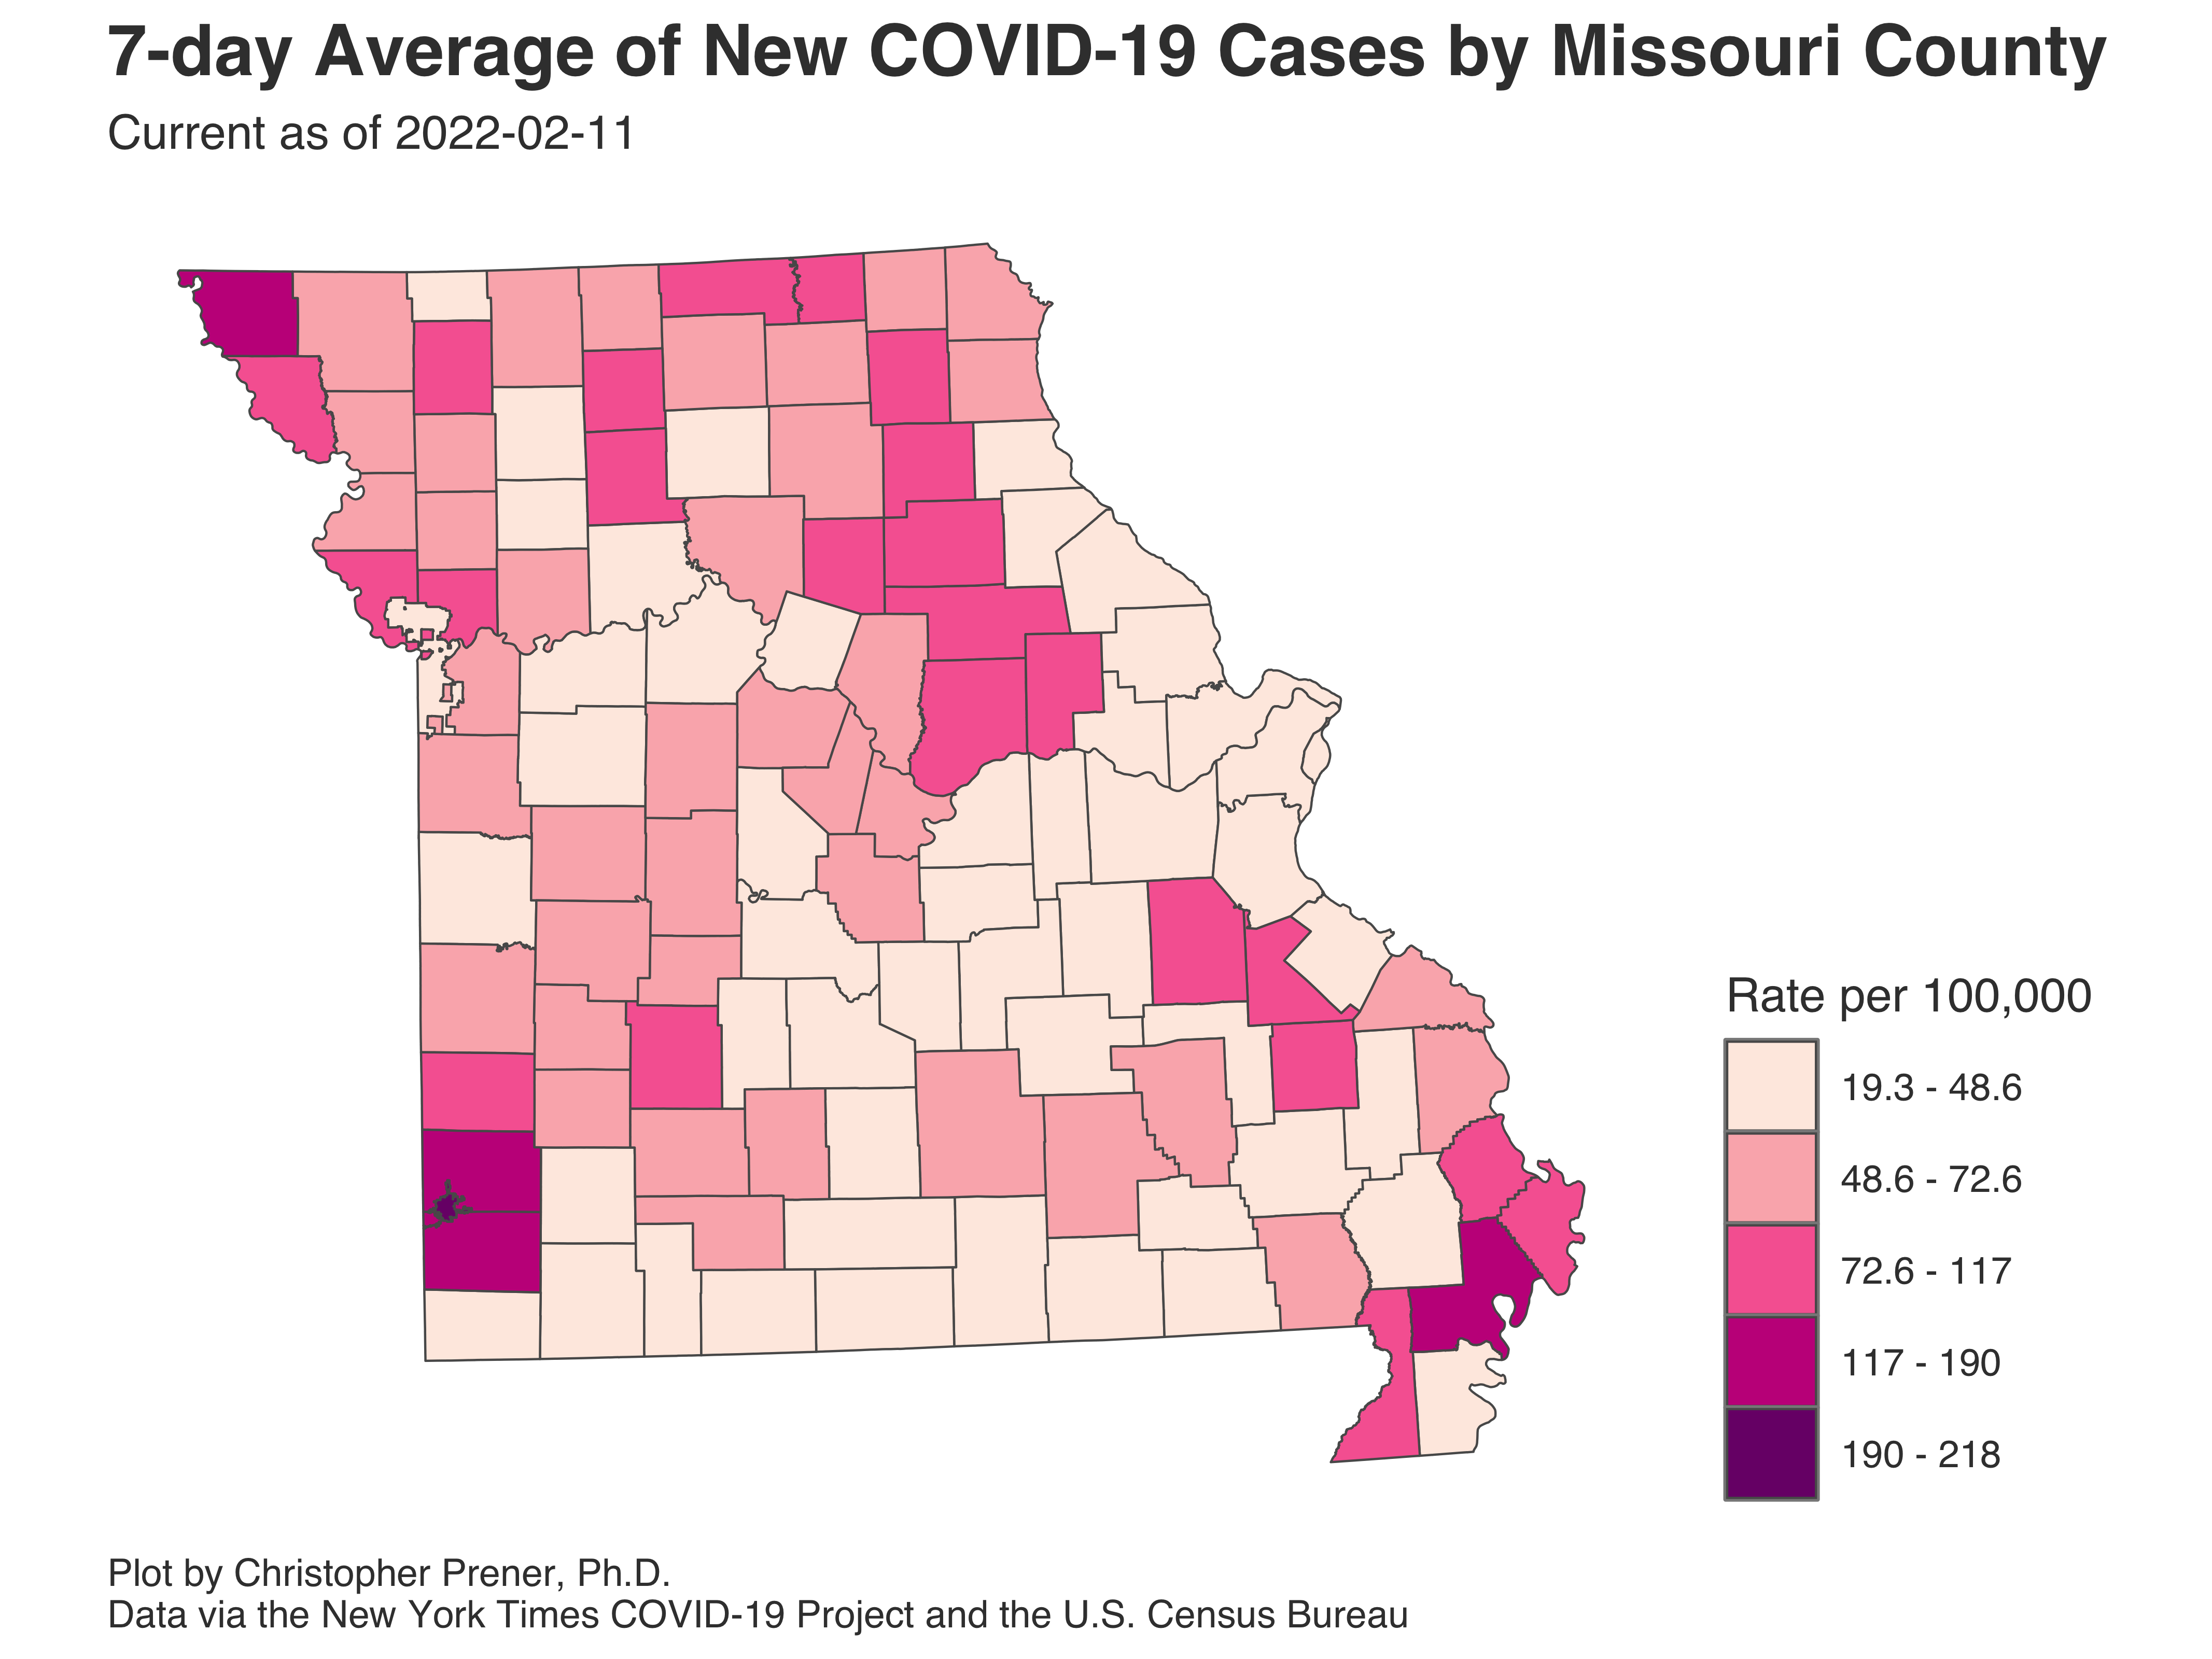 7-day Average of New COVID-19 Cases by Missouri County
Current as of 2022-02-11
Rate per 100,000
19.3 - 48.6
48.6 - 72.6
72.6 - 117
117 - 190
190 - 218
Plot by Christopher Prener, Ph.D.
Data via the New York Times COVID-19 Project and the U.S. Census Bureau